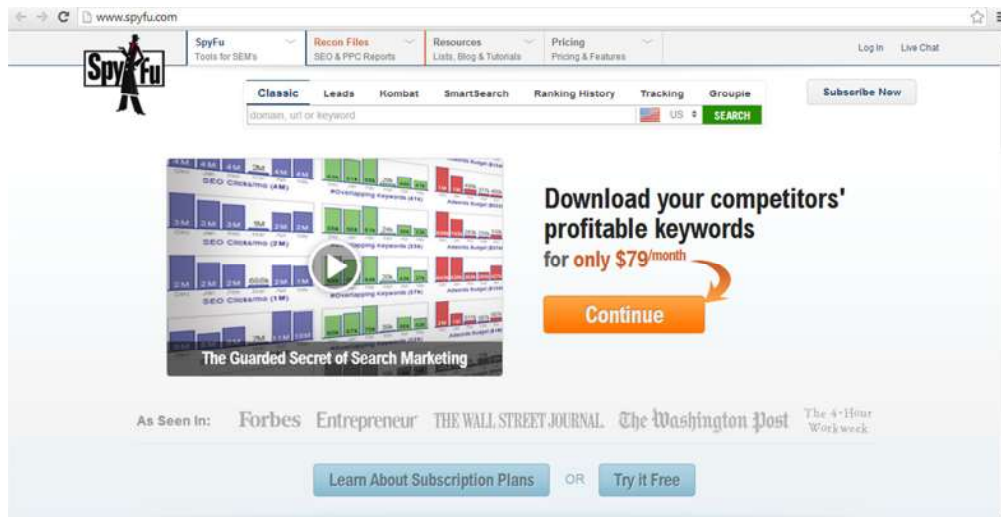 www.spyfu.com
SpyFu
Tools for SEM's
Recon Files
SEO & PPC Reports
Resources
Lists, Blog & Tutorials
Pricing
Pricing & Features
Log In Live Chat
Spy Fu
Classic Leads Kombat SmartSearch Ranking History Tracking Groupie
Subscribe Now
domain, url or keyword
US
SEARCH
SEO Clicks/mo (4M)
SEO Clicks/mo (2M)
SEO Clicks/mo (1M)
The Guarded Secret of Search Marketing
Download your competitors'
profitable keywords
for only $79/month
Continue
As Seen In: Forbes Entrepreneur THE WALL STREET JOURNAL. The Washington Post The 4-Hour
Workweek
Learn About Subscription Plans OR Try it Free